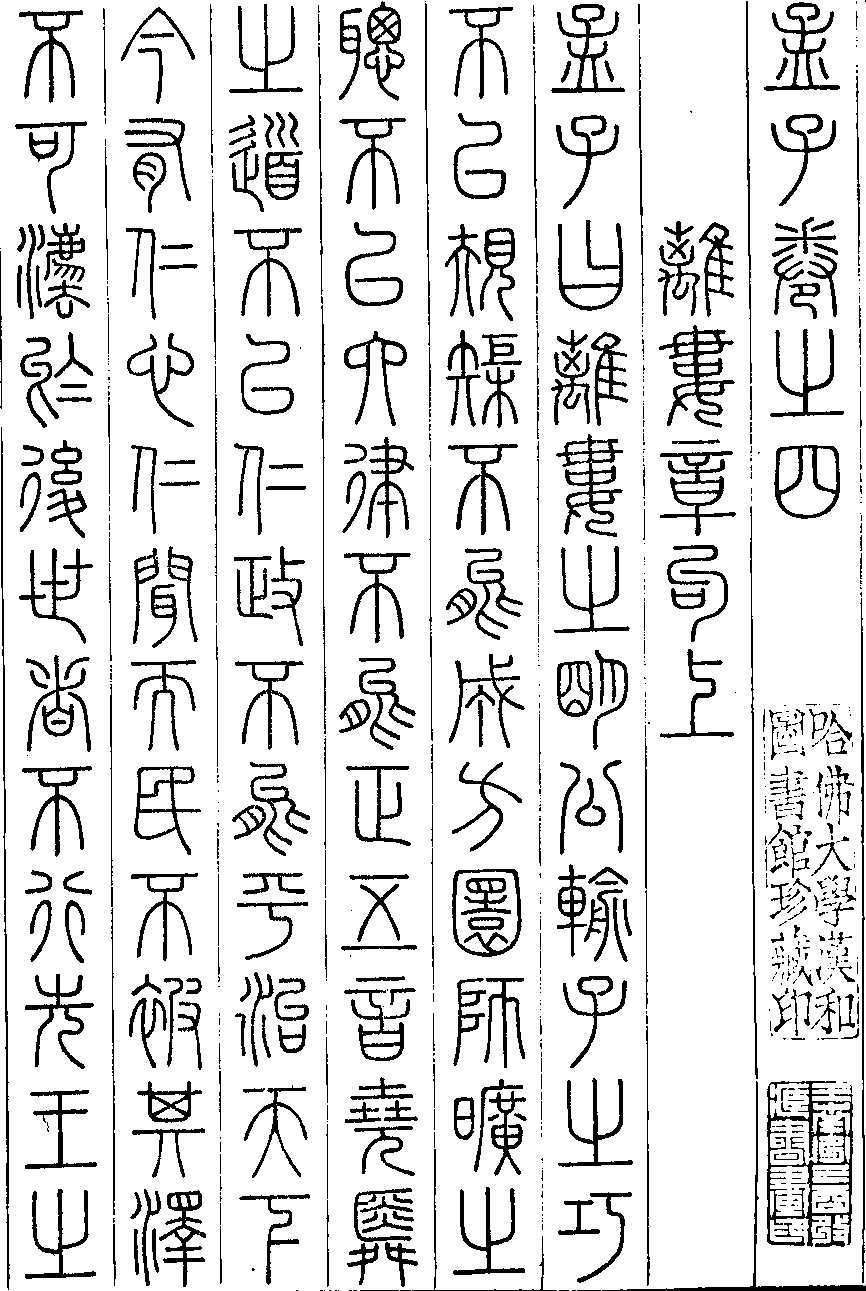 孟子卷之四
離婁章句上
孟子曰離婁之明公輸子之巧
不以規榘不能成方圜師曠之
聰不以六律不能正五音堯舜
之道不以仁政不能平治天下
今有仁心仁聞而民不被其澤
不可灋於後世者不行先王之
哈佛大學漢和
圖書館珍藏印